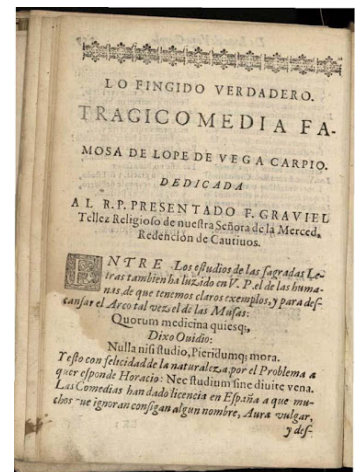 LO FINGIDO VERDADERO.
TRAGICOMEDIA FA-
MOSA DE LOPE DE VEGA CARPIO.
DEDICADA
AL R.P. PRESENTADO F. GRAVIEL
Tellez Religioso de nuestra Señora de la Merced,
Redencion de Cautiuos.
ENTRE Los estudios de las sagradas Le-
tras tambien ha luzido en V. P. el de las huma-
nas, de que tenemos claros exemplos, y para des-
cansar el Arco tal vez el de las Musas:
Quorum medicina quiesq;
Dixo Ouidio:
Nulla nisi studio, Pieridumq; mora.
Y esto con felicidad de la naturaleza, por el Problema a
quer esponde Horacio: Nec studium sine diuite vena.
Las Comedias han dado licencia en España a que mu-
chos que ignoran consigan algun nombre, Aura vulgar,
y des-